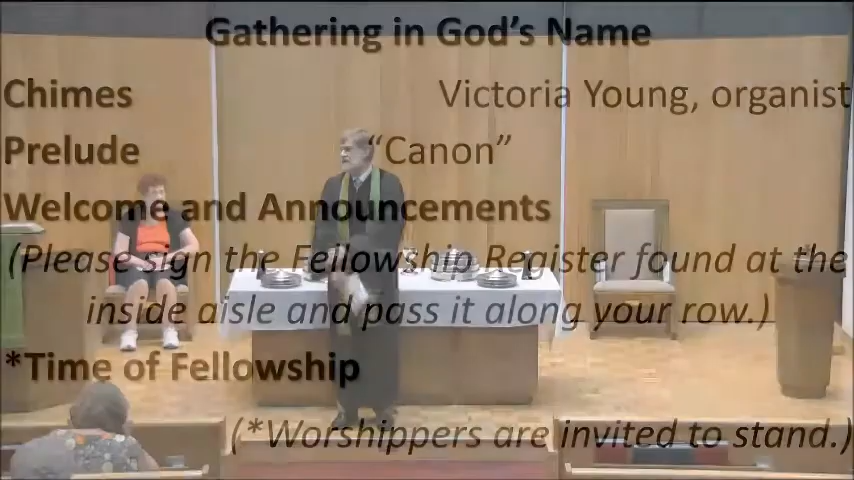 Gathering in God's Name
Chimes Victoria Young, organist
Prelude “Canon”
Welcome and Announcements
(Please sign the Fellowship Register found at the
inside aisle and pass it along your row.)
*Time of Fellowship
(*Worshippers are invited to stand.)